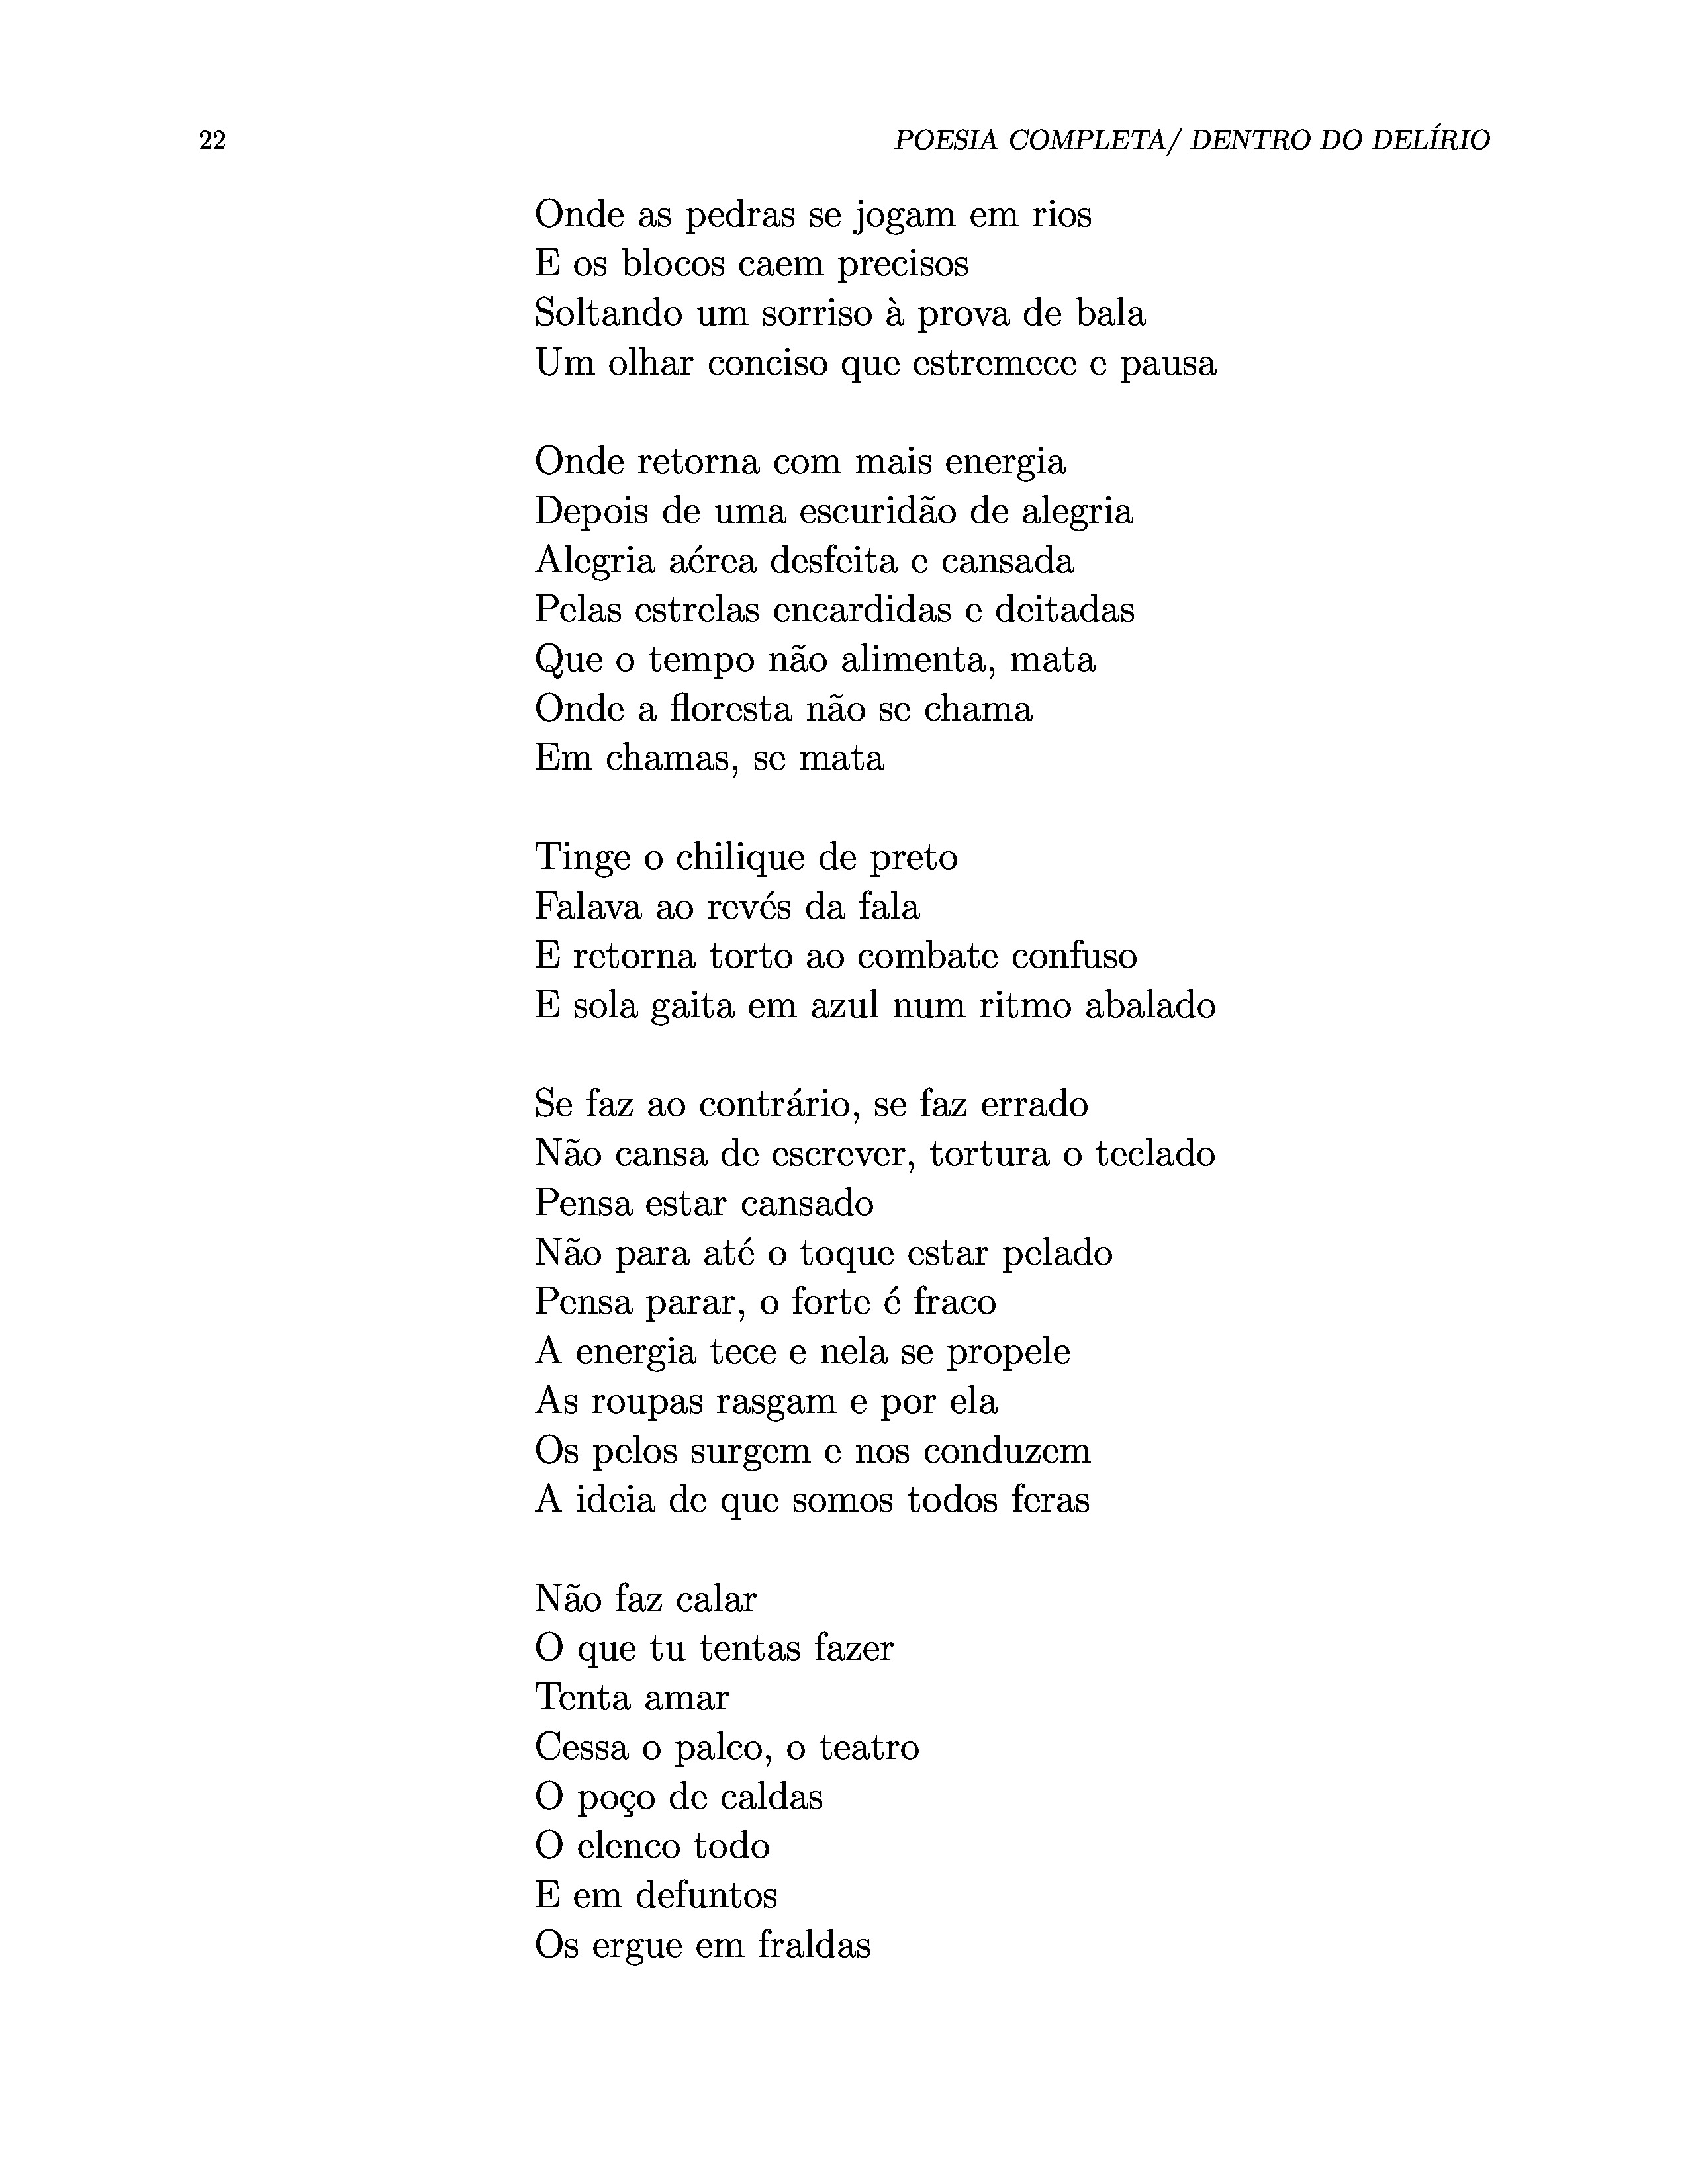 22 POESIA COMPLETA/ DENTRO DO DELÍRIO
Onde as pedras se jogam em rios
E os blocos caem precisos
Soltando um sorriso à prova de bala
Um olhar conciso que estremece e pausa

Onde retorna com mais energia
Depois de uma escuridão de alegria
Alegria aérea desfeita e cansada
Pelas estrelas encardidas e deitadas
Que o tempo não alimenta, mata
Onde a floresta não se chama
Em chamas, se mata

Tinge o chilique de preto
Falava ao revés da fala
E retorna torto ao combate confuso
E sola gaita em azul num ritmo abalado

Se faz ao contrário, se faz errado
Não cansa de escrever, tortura o teclado
Pensa estar cansado
Não para até o toque estar pelado
Pensa parar, o forte é fraco
A energia tece e nela se propele
As roupas rasgam e por ela
Os pelos surgem e nos conduzem
A ideia de que somos todos feras

Não faz calar
O que tu tentas fazer
Tenta amar
Cessa o palco, o teatro
O poço de caldas
O elenco todo
E em defuntos
Os ergue em fraldas